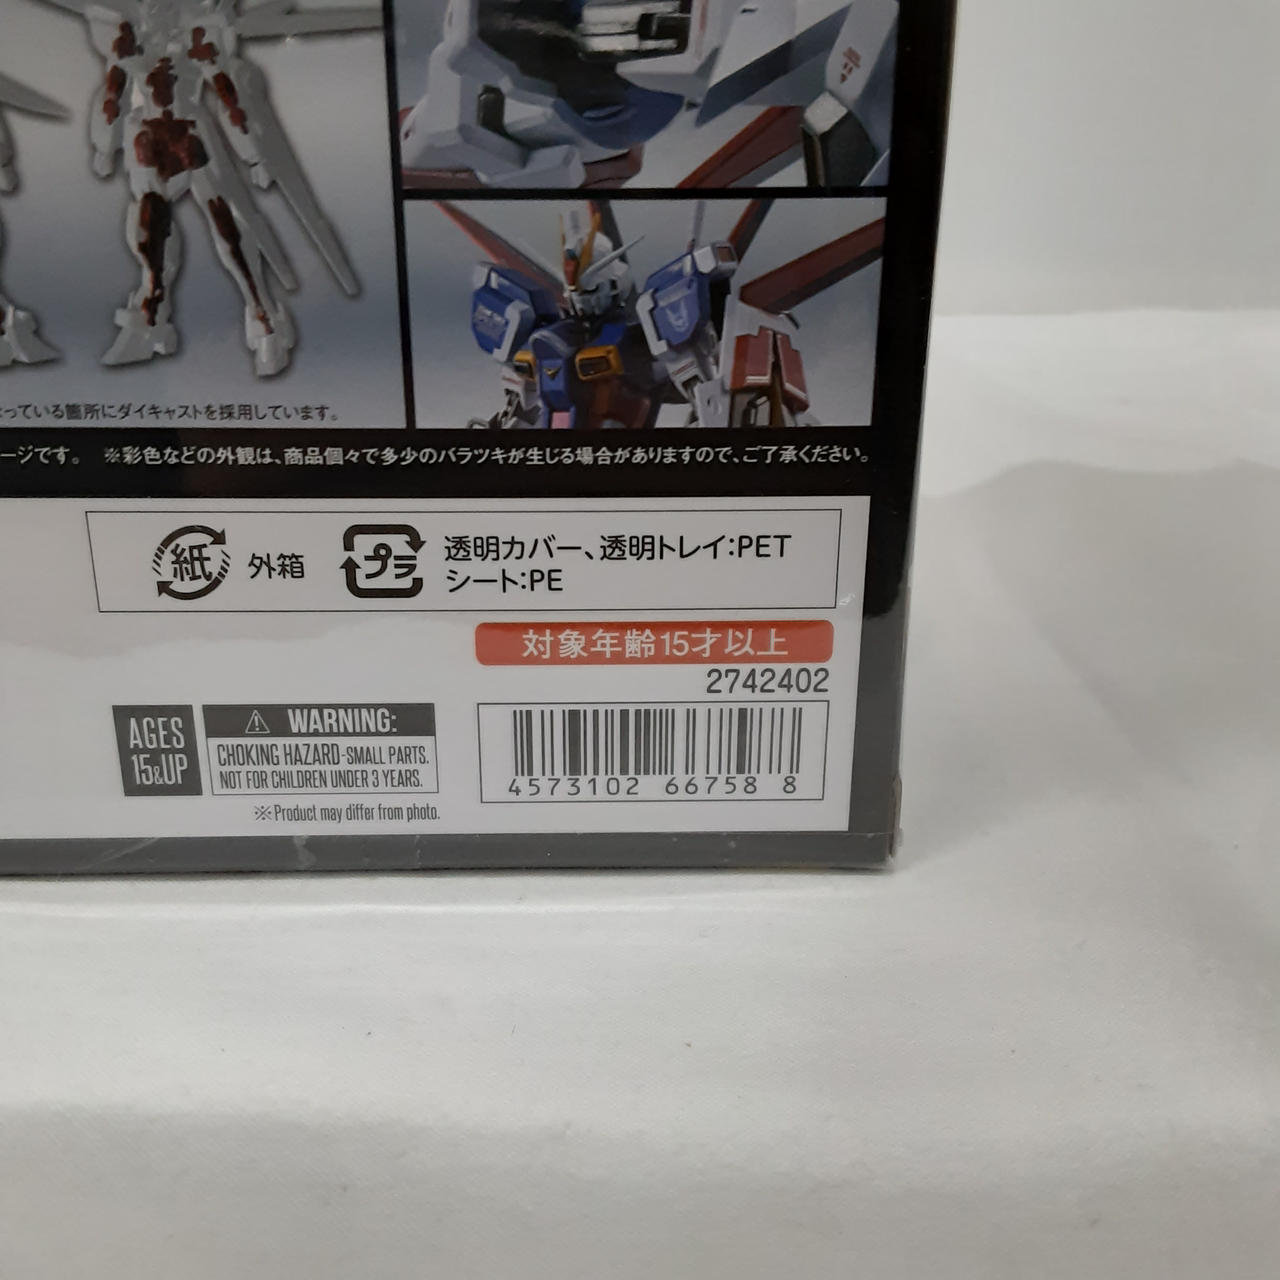 っている箇所にダイキャストを採用しています。
ージです。 ※彩色などの外観は、商品個々で多少のバラツキが生じる場合がありますので、ご了承ください。
紙 外箱 プラ 透明カバー、透明トレイ:PET
シート:PE
対象年齢15才以上
2742402
AGES
15&UP
⚠ WARNING:
CHOKING HAZARD-SMALL PARTS.
NOT FOR CHILDREN UNDER 3 YEARS.
※Product may differ from photo.
4573102 66758 8